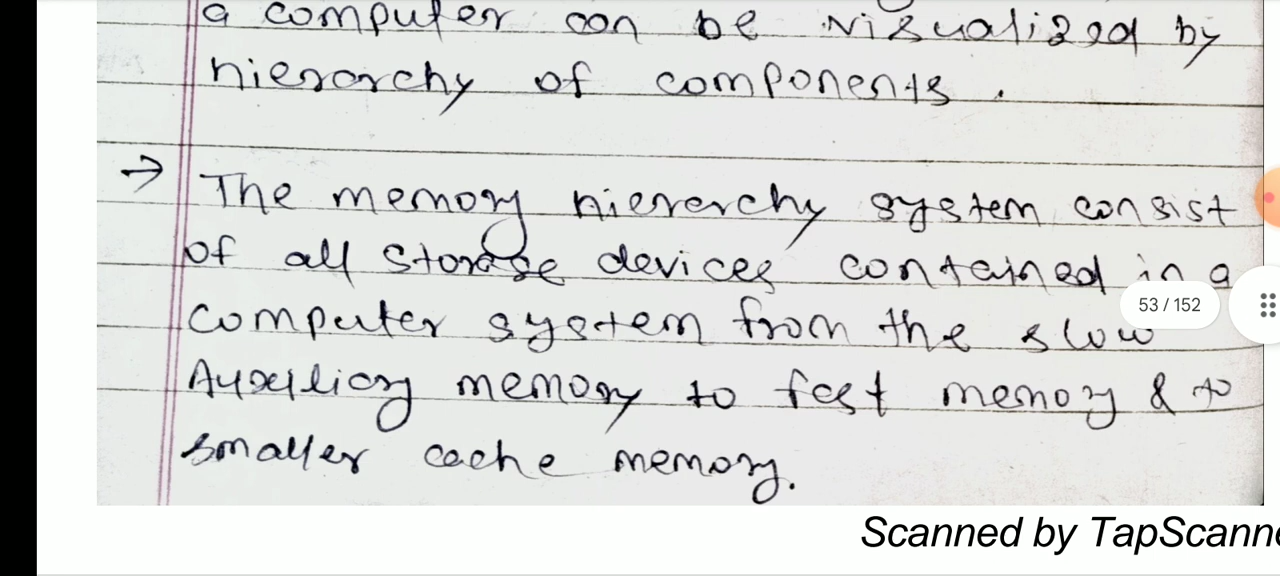 a computer can be visualized by
hierarchy of components.
→ The memory hierarchy system consist
of all storage devices contained in a
53 / 152
computer system from the slow
Auxiliary memory to fast memory & to
smaller cache memory.
Scanned by TapScanne